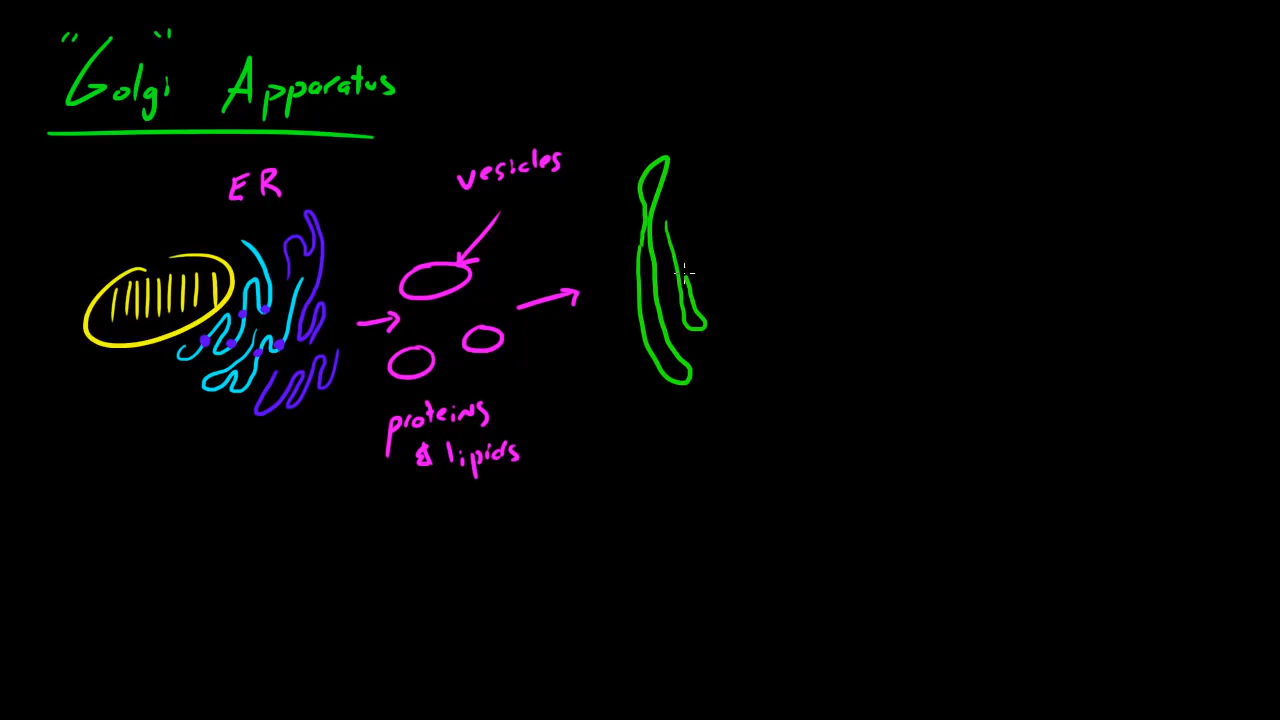 "Golgi" Apparatus
ER
vesicles
proteins
& lipids